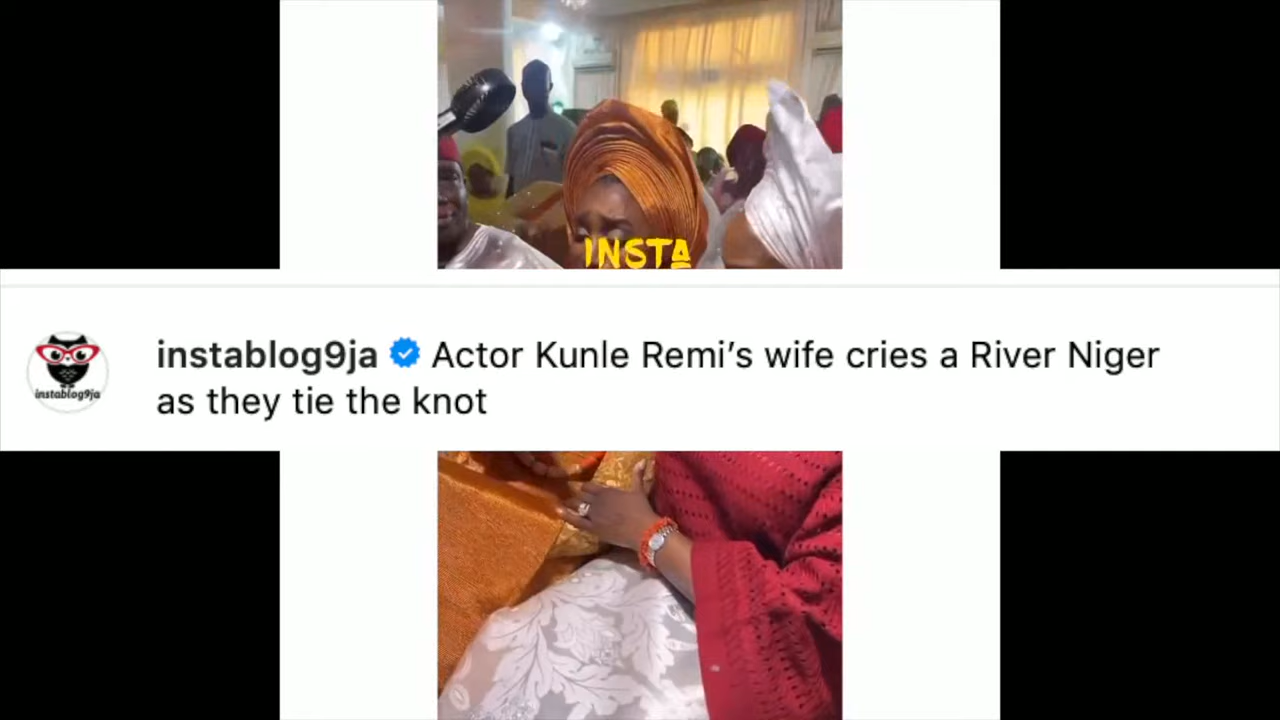 INSTA
instablog9ja Actor Kunle Remi’s wife cries a River Niger
as they tie the knot
instablog9ja